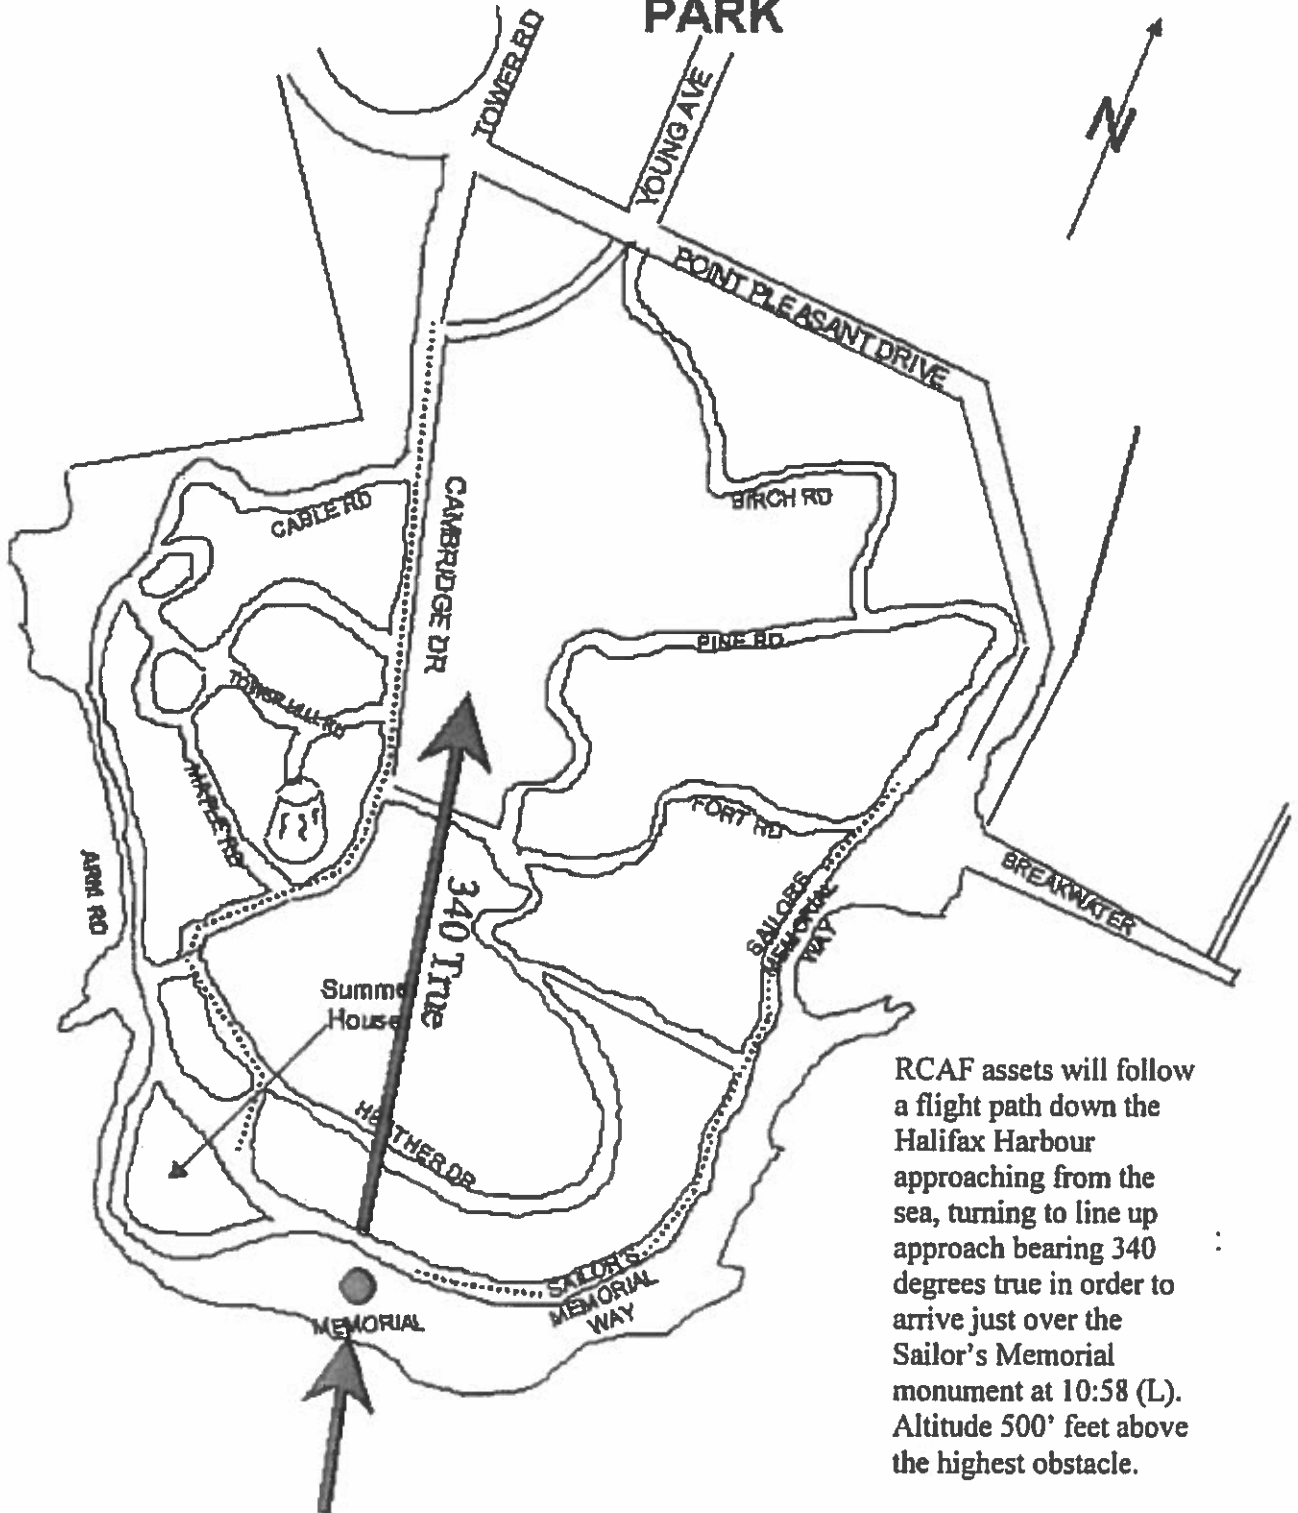 PARK
TOWER RD
YOUNG AVE
N
POINT PLEASANT DRIVE
CABLE RD
CAMBRIDGE DR
BIRCH RD
PINE RD
TOWER HILL RD
MAPLE RD
FORT RD
ARM RD
340 True
SAILOR'S
MEMORIAL
WAY
BREAKWATER
Summe
House
HEATHER DR
SAILOR'S
MEMORIAL
WAY
MEMORIAL
RCAF assets will follow
a flight path down the
Halifax Harbour
approaching from the
sea, turning to line up
approach bearing 340
degrees true in order to
arrive just over the
Sailor's Memorial
monument at 10:58 (L).
Altitude 500' feet above
the highest obstacle.